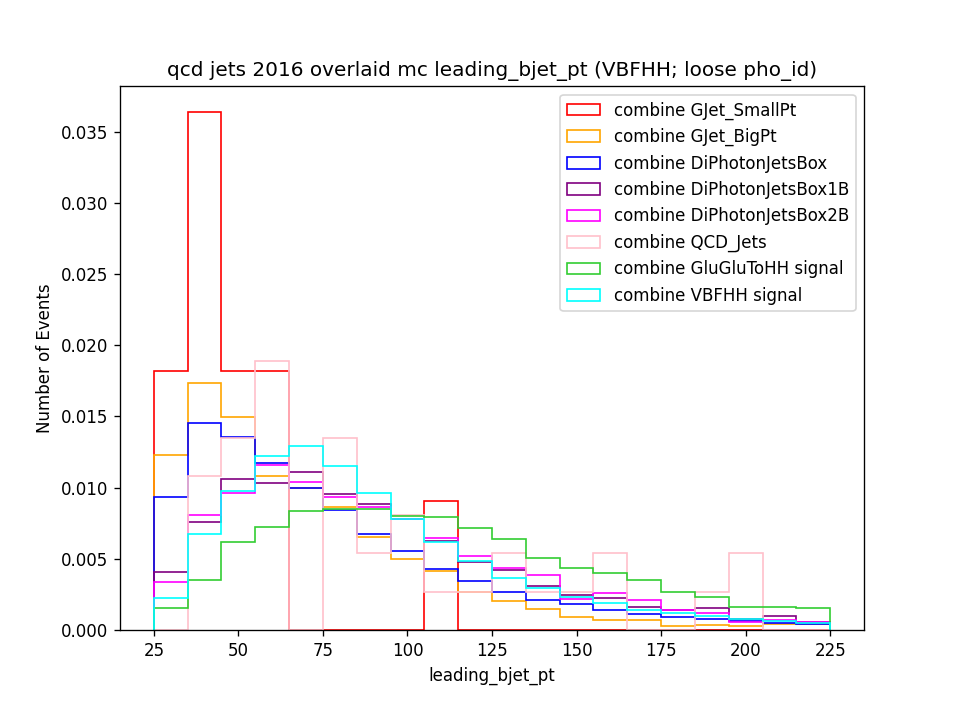 qcd jets 2016 overlaid mc leading_bjet_pt (VBFHH; loose pho_id)
combine GJet_SmallPt
combine GJet_BigPt
combine DiPhotonJetsBox
combine DiPhotonJetsBox1B
combine DiPhotonJetsBox2B
combine QCD_Jets
combine GluGluToHH signal
combine VBFHH signal
Number of Events
0.035
0.030
0.025
0.020
0.015
0.010
0.005
0.000
25 50 75 100 125 150 175 200 225
leading_bjet_pt